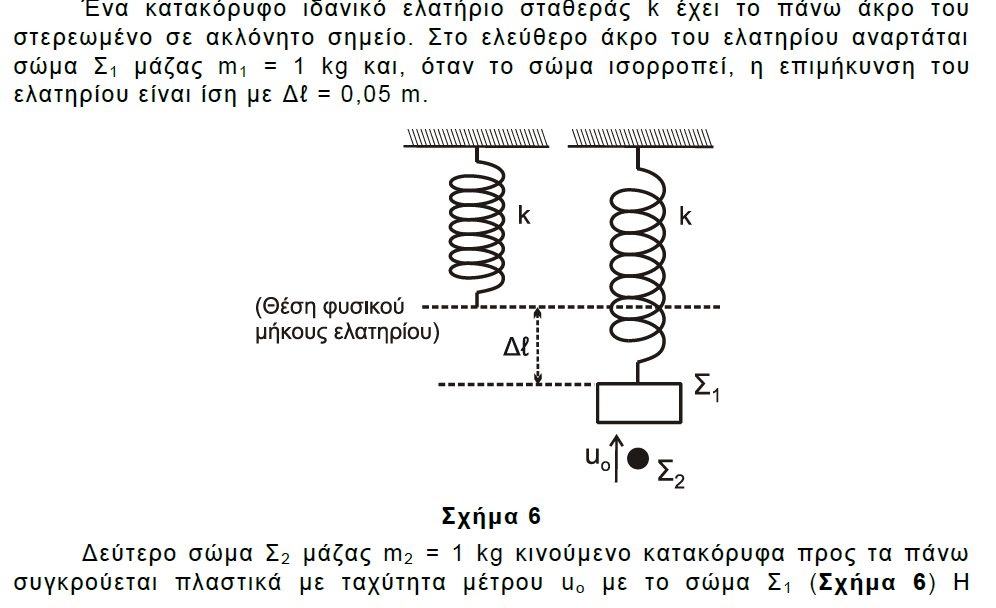 Ένα κατακόρυφο ιδανικό ελατήριο σταθεράς k έχει το πάνω άκρο του
στερεωμένο σε ακλόνητο σημείο. Στο ελεύθερο άκρο του ελατηρίου αναρτάται
σώμα Σ₁ μάζας m₁ = 1 kg και, όταν το σώμα ισορροπεί, η επιμήκυνση του
ελατηρίου είναι ίση με Δℓ = 0,05 m.
k
k
(Θέση φυσικού
μήκους ελατηρίου)
Δℓ
Σ₁
uₒ
Σ₂
Σχήμα 6
Δεύτερο σώμα Σ₂ μάζας m₂ = 1 kg κινούμενο κατακόρυφα προς τα πάνω
συγκρούεται πλαστικά με ταχύτητα μέτρου uₒ με το σώμα Σ₁ (Σχήμα 6) Η